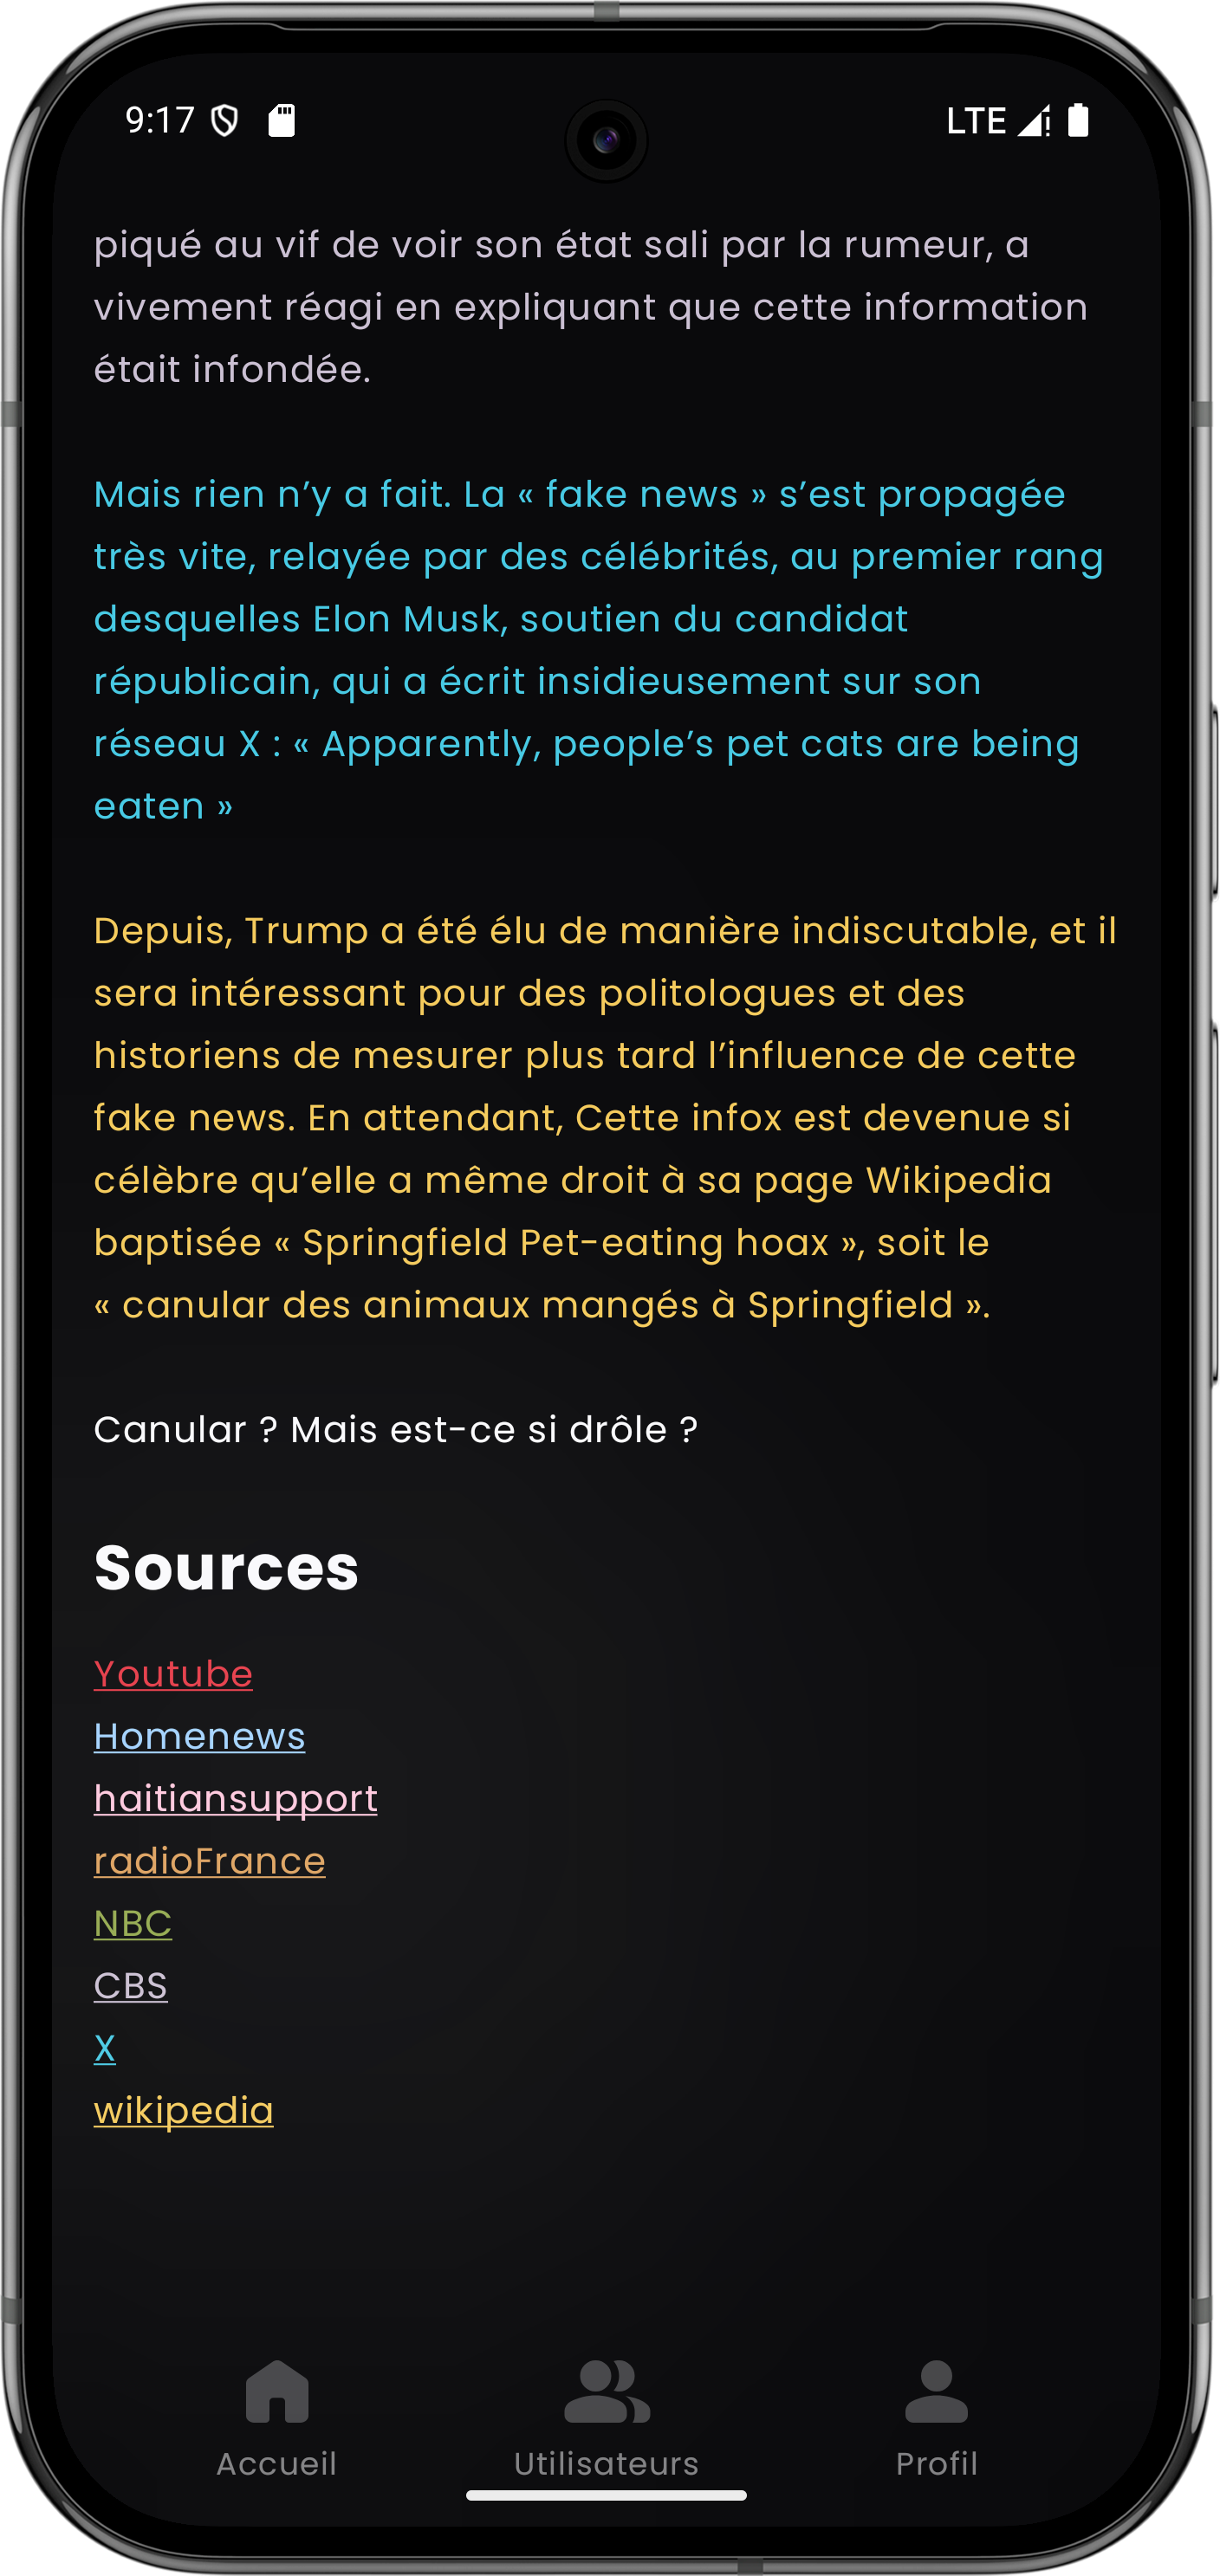 9:17
LTE
piqué au vif de voir son état sali par la rumeur, a
vivement réagi en expliquant que cette information
était infondée.
Mais rien n’y a fait. La « fake news » s’est propagée
très vite, relayée par des célébrités, au premier rang
desquelles Elon Musk, soutien du candidat
républicain, qui a écrit insidieusement sur son
réseau X : « Apparently, people’s pet cats are being
eaten »
Depuis, Trump a été élu de manière indiscutable, et il
sera intéressant pour des politologues et des
historiens de mesurer plus tard l’influence de cette
fake news. En attendant, Cette infox est devenue si
célèbre qu’elle a même droit à sa page Wikipedia
baptisée « Springfield Pet-eating hoax », soit le
« canular des animaux mangés à Springfield ».
Canular ? Mais est-ce si drôle ?
Sources
Youtube
Homenews
haitiansupport
radioFrance
NBC
CBS
X
wikipedia
Accueil
Utilisateurs
Profil